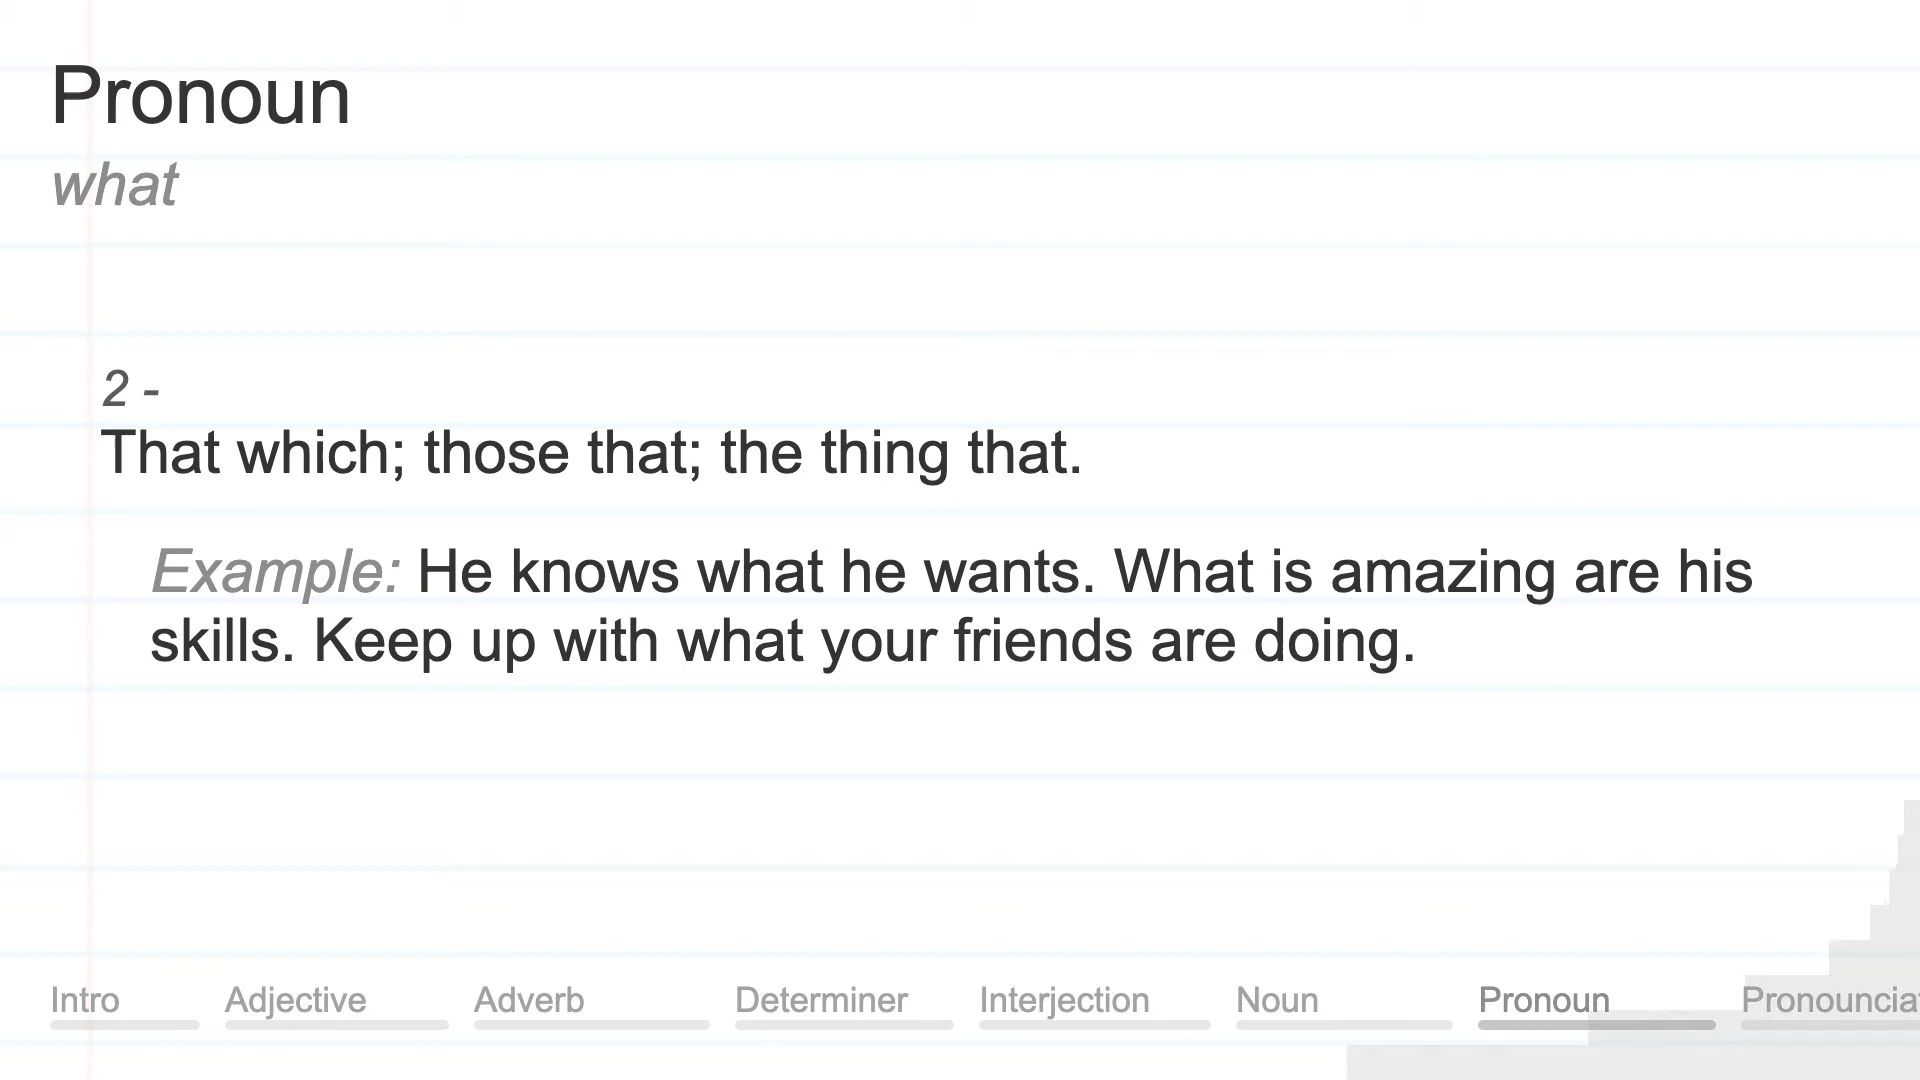 Pronoun
what
2 -
That which; those that; the thing that.
Example: He knows what he wants. What is amazing are his
skills. Keep up with what your friends are doing.
Intro Adjective Adverb Determiner Interjection Noun Pronoun Pronouncia